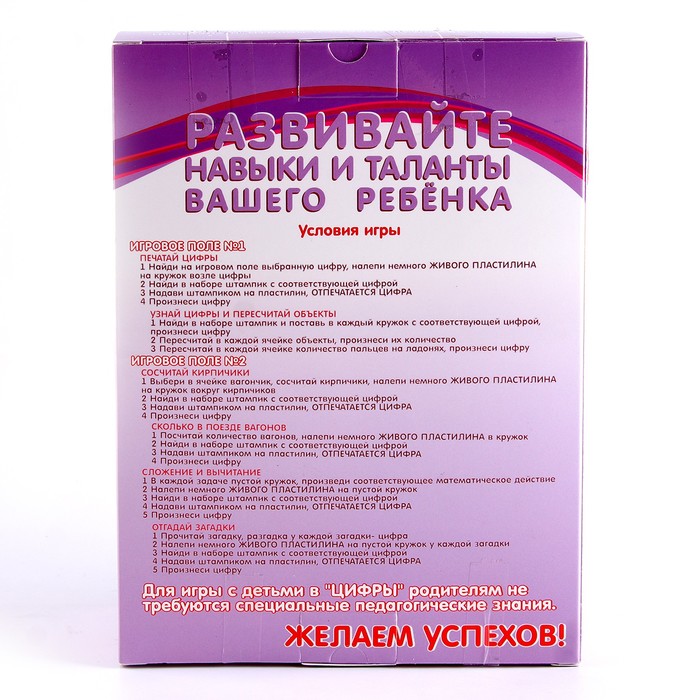 РАЗВИВАЙТЕ
НАВЫКИ И ТАЛАНТЫ
ВАШЕГО РЕБЁНКА
Условия игры
ИГРОВОЕ ПОЛЕ №1
ПЕЧАТАЙ ЦИФРЫ
1 Найди на игровом поле выбранную цифру, налепи немного ЖИВОГО ПЛАСТИЛИНА
на кружок возле цифры
2 Найди в наборе штампик с соответствующей цифрой
3 Надави штампиком на пластилин, ОТПЕЧАТАЕТСЯ ЦИФРА
4 Произнеси цифру
УЗНАЙ ЦИФРЫ И ПЕРЕСЧИТАЙ ОБЪЕКТЫ
1 Найди в наборе штампик и поставь в каждый кружок с соответствующей цифрой,
произнеси цифру
2 Пересчитай в каждой ячейке объекты, произнеси их количество
3 Пересчитай в каждой ячейке количество пальцев на ладонях, произнеси цифру
ИГРОВОЕ ПОЛЕ №2
СОСЧИТАЙ КИРПИЧИКИ
1 Выбери в ячейке вагончик, сосчитай кирпичики, налепи немного ЖИВОГО ПЛАСТИЛИНА
на кружок вокруг кирпичиков
2 Найди в наборе штампик с соответствующей цифрой
3 Надави штампиком на пластилин, ОТПЕЧАТАЕТСЯ ЦИФРА
4 Произнеси цифру
СКОЛЬКО В ПОЕЗДЕ ВАГОНОВ
1 Посчитай количество вагонов, налепи немного ЖИВОГО ПЛАСТИЛИНА в кружок
2 Найди в наборе штампик с соответствующей цифрой
3 Надави штампиком на пластилин, ОТПЕЧАТАЕТСЯ ЦИФРА
4 Произнеси цифру
СЛОЖЕНИЕ И ВЫЧИТАНИЕ
1 В каждой задаче пустой кружок, произведи соответствующее математическое действие
2 Налепи немного ЖИВОГО ПЛАСТИЛИНА на пустой кружок
3 Найди в наборе штампик с соответствующей цифрой
4 Надави штампиком на пластилин, ОТПЕЧАТАЕТСЯ ЦИФРА
5 Произнеси цифру
ОТГАДАЙ ЗАГАДКИ
1 Прочитай загадку, разгадка у каждой загадки- цифра
2 Налепи немного ЖИВОГО ПЛАСТИЛИНА на пустой кружок у каждой загадки
3 Найди в наборе штампик с соответствующей цифрой
4 Надави штампиком на пластилин, ОТПЕЧАТАЕТСЯ ЦИФРА
5 Произнеси цифру
Для игры с детьми в "ЦИФРЫ" родителям не
требуются специальные педагогические знания.
ЖЕЛАЕМ УСПЕХОВ!